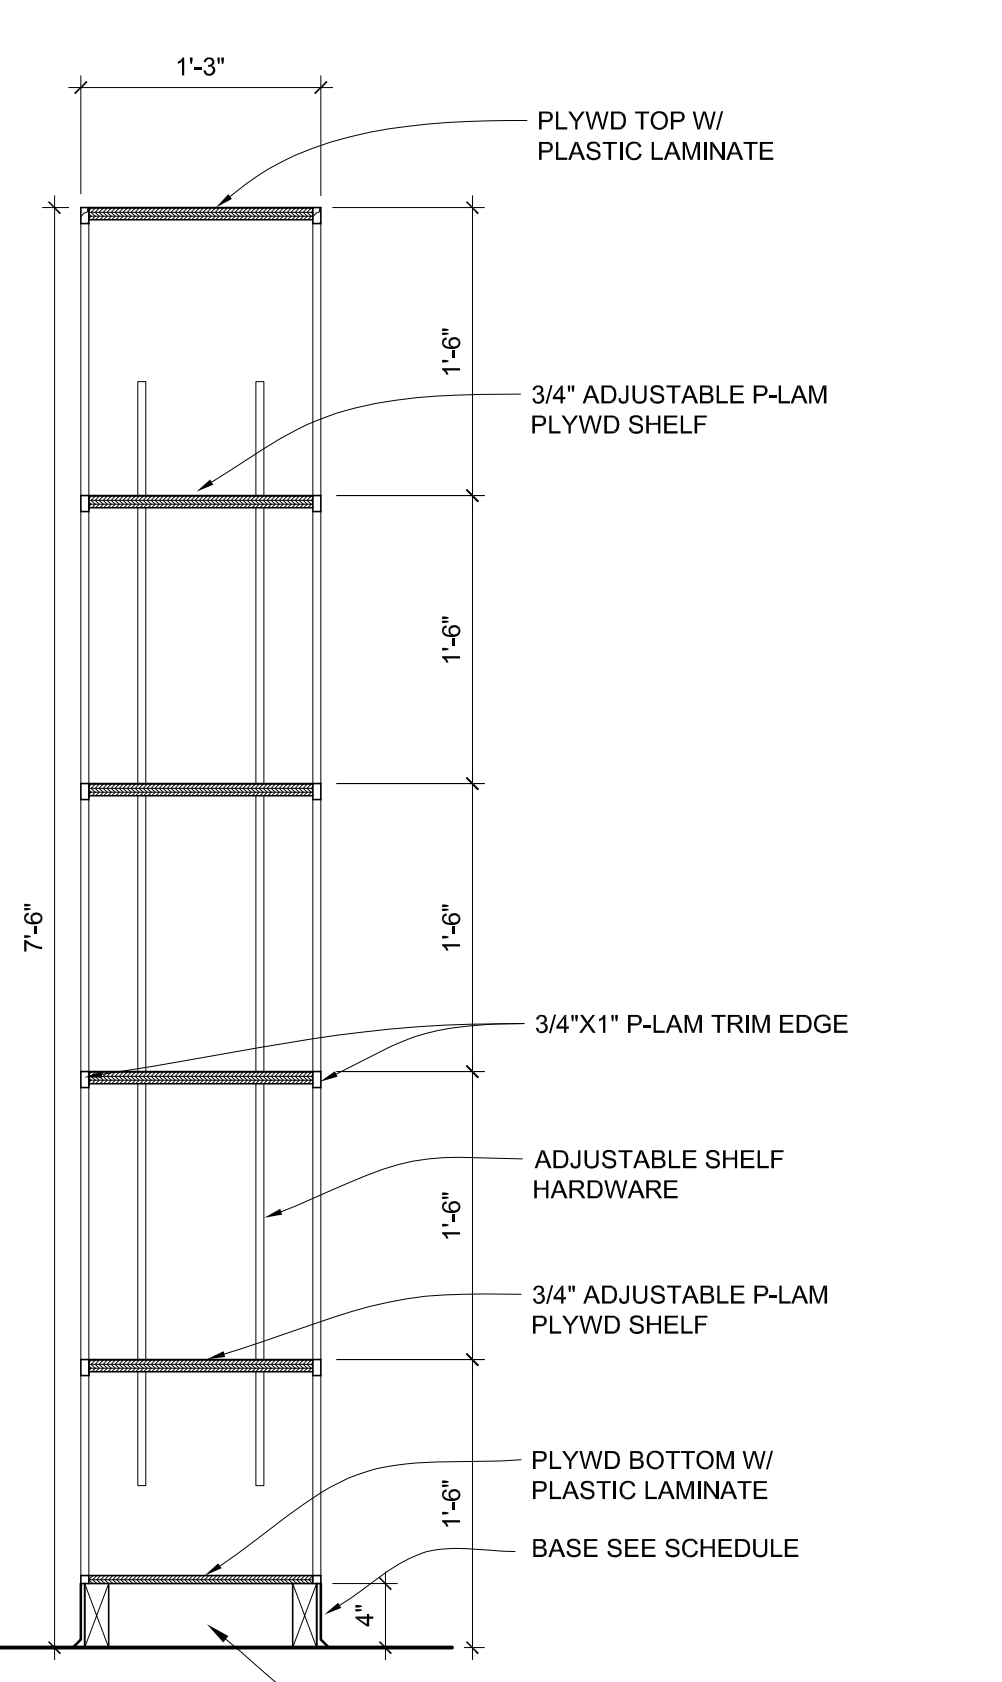 1'-3"
PLYWD TOP W/
PLASTIC LAMINATE
1'-6"
3/4" ADJUSTABLE P-LAM
PLYWD SHELF
1'-6"
7'-6"
1'-6"
3/4"X1" P-LAM TRIM EDGE
ADJUSTABLE SHELF
HARDWARE
1'-6"
3/4" ADJUSTABLE P-LAM
PLYWD SHELF
PLYWD BOTTOM W/
PLASTIC LAMINATE
1'-6"
BASE SEE SCHEDULE
4"